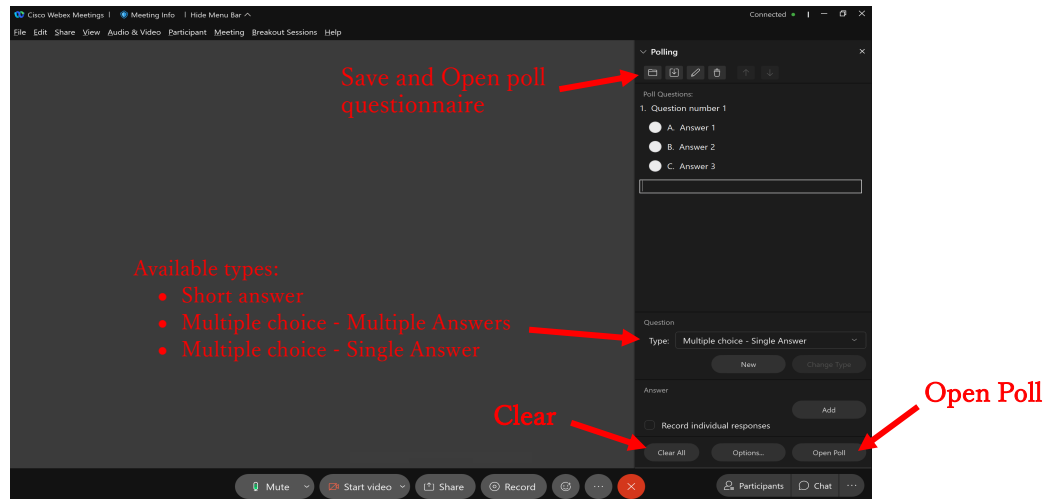 Cisco Webex Meetings | Meeting Info | Hide Menu Bar
Connected
File Edit Share View Audio & Video Participant Meeting Breakout Sessions Help
Polling
Save and Open poll
questionnaire
Poll Questions:
1. Question number 1
A. Answer 1
B. Answer 2
C. Answer 3
Available types:
• Short answer
• Multiple choice - Multiple Answers
• Multiple choice - Single Answer
Question
Type: Multiple choice - Single Answer
New Change Type
Answer
Add
Record individual responses
Clear
Open Poll
Clear All Options... Open Poll
Mute Start video Share Record Participants Chat